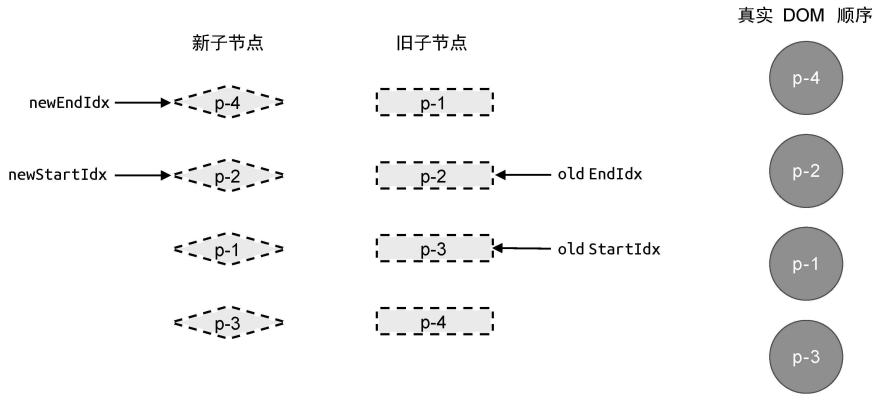 真实 DOM 顺序
新子节点
旧子节点
newEndIdx
p-4
p-1
p-4
newStartIdx
p-2
p-2
old EndIdx
p-2
p-1
p-3
old StartIdx
p-1
p-3
p-4
p-3